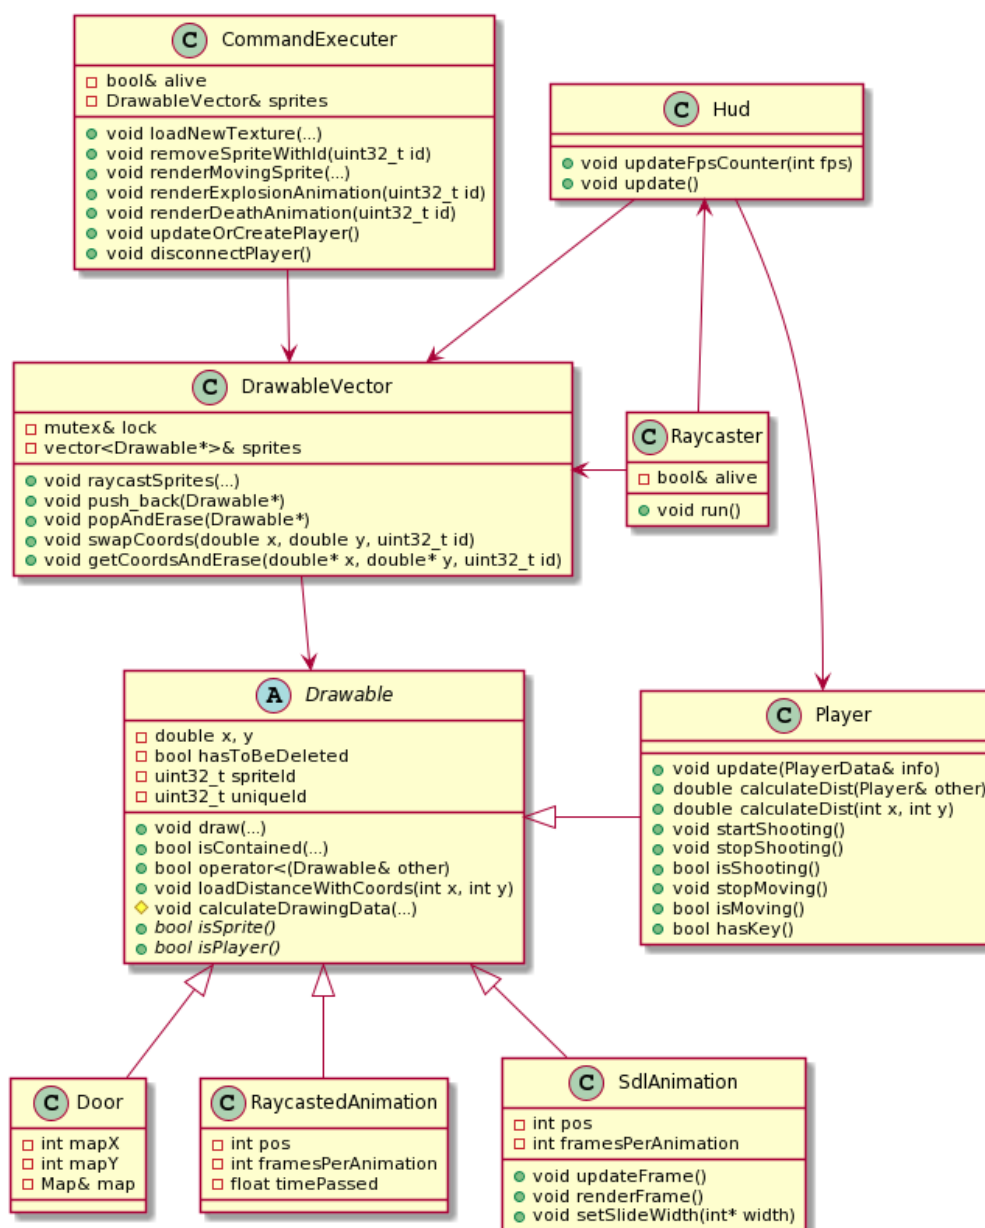 C CommandExecuter
bool& alive
DrawableVector& sprites
void loadNewTexture(...)
void removeSpriteWithId(uint32_t id)
void renderMovingSprite(...)
void renderExplosionAnimation(uint32_t id)
void renderDeathAnimation(uint32_t id)
void updateOrCreatePlayer()
void disconnectPlayer()
C Hud
void updateFpsCounter(int fps)
void update()
C DrawableVector
mutex& lock
vector<Drawable*>& sprites
void raycastSprites(...)
void push_back(Drawable*)
void popAndErase(Drawable*)
void swapCoords(double x, double y, uint32_t id)
void getCoordsAndErase(double* x, double* y, uint32_t id)
C Raycaster
bool& alive
void run()
A Drawable
double x, y
bool hasToBeDeleted
uint32_t spriteId
uint32_t uniqueId
void draw(...)
bool isContained(...)
bool operator<(Drawable& other)
void loadDistanceWithCoords(int x, int y)
void calculateDrawingData(...)
bool isSprite()
bool isPlayer()
C Player
void update(PlayerData& info)
double calculateDist(Player& other)
double calculateDist(int x, int y)
void startShooting()
void stopShooting()
bool isShooting()
void stopMoving()
bool isMoving()
bool hasKey()
C Door
int mapX
int mapY
Map& map
C RaycastedAnimation
int pos
int framesPerAnimation
float timePassed
C SdlAnimation
int pos
int framesPerAnimation
void updateFrame()
void renderFrame()
void setSlideWidth(int* width)